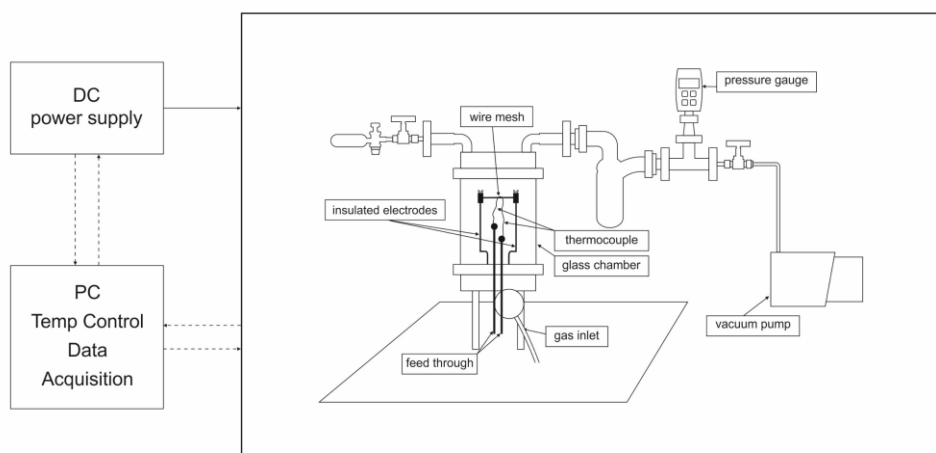 DC
power supply
PC
Temp Control
Data
Acquisition
pressure gauge
wire mesh
insulated electrodes
thermocouple
glass chamber
vacuum pump
gas inlet
feed through